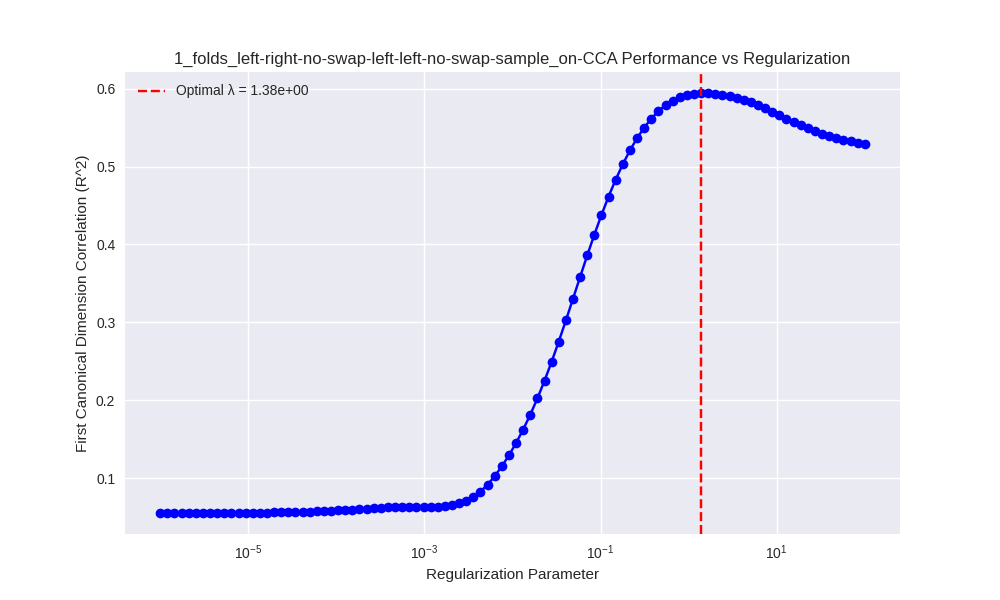 1_folds_left-right-no-swap-left-left-no-swap-sample_on-CCA Performance vs Regularization
Optimal λ = 1.38e+00
First Canonical Dimension Correlation (R^2)
0.6
0.5
0.4
0.3
0.2
0.1
10⁻⁵
10⁻³
10⁻¹
10¹
Regularization Parameter